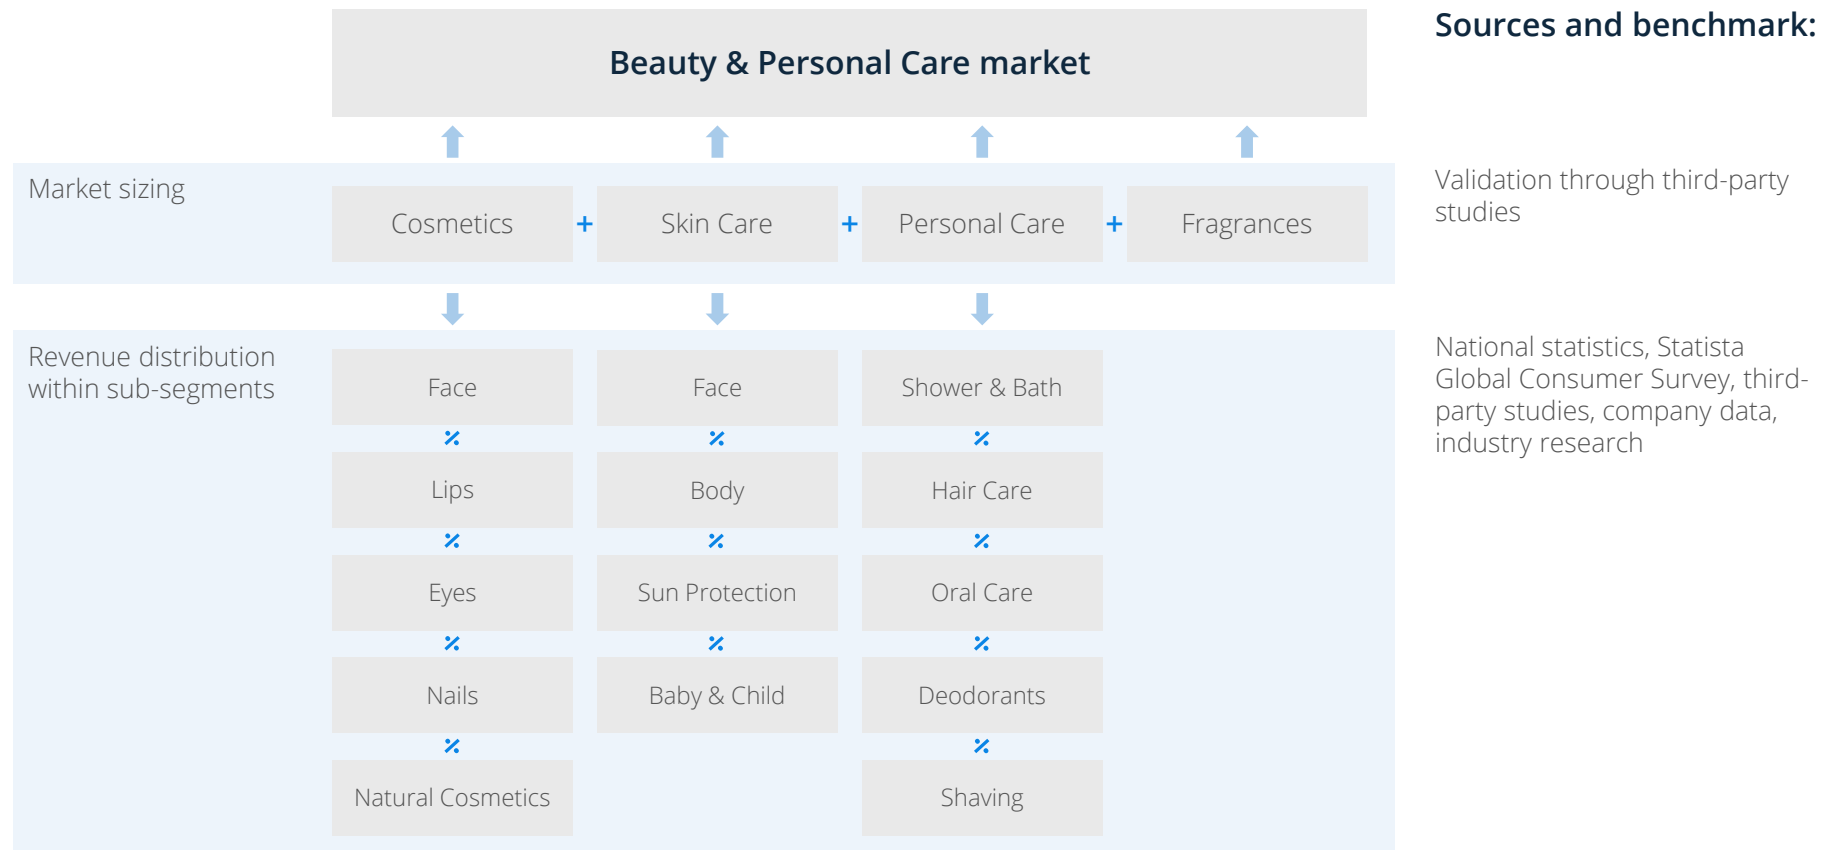 Sources and benchmark:
Beauty & Personal Care market
Market sizing
Cosmetics + Skin Care + Personal Care + Fragrances
Validation through third-party
studies
Revenue distribution
within sub-segments
Face
Face
Shower & Bath
National statistics, Statista
Global Consumer Survey, third-
party studies, company data,
industry research
%
%
%
Lips
Body
Hair Care
%
%
%
Eyes
Sun Protection
Oral Care
%
%
%
Nails
Baby & Child
Deodorants
%
%
Natural Cosmetics
Shaving